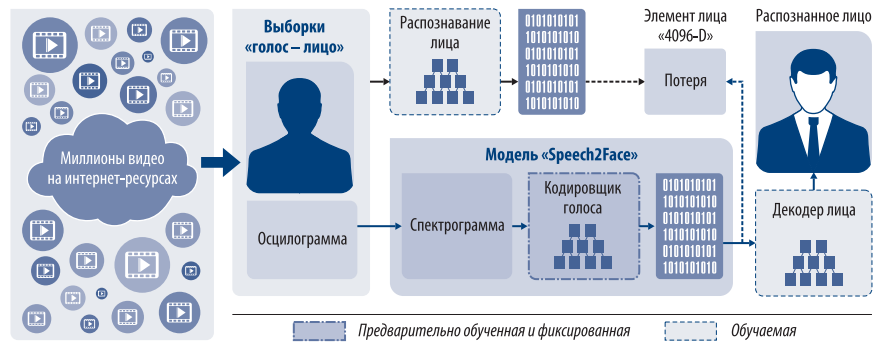 Миллионы видео
на интернет-ресурсах
Выборки
«голос – лицо»
Осцилограмма
Распознавание
лица
0101010101
1010101010
0101010101
1010101010
0101010101
1010101010
Элемент лица
«4096-D»
Потеря
Распознанное лицо
Модель «Speech2Face»
Спектрограмма
Кодировщик
голоса
0101010101
1010101010
0101010101
1010101010
0101010101
1010101010
Декодер лица
Предварительно обученная и фиксированная
Обучаемая